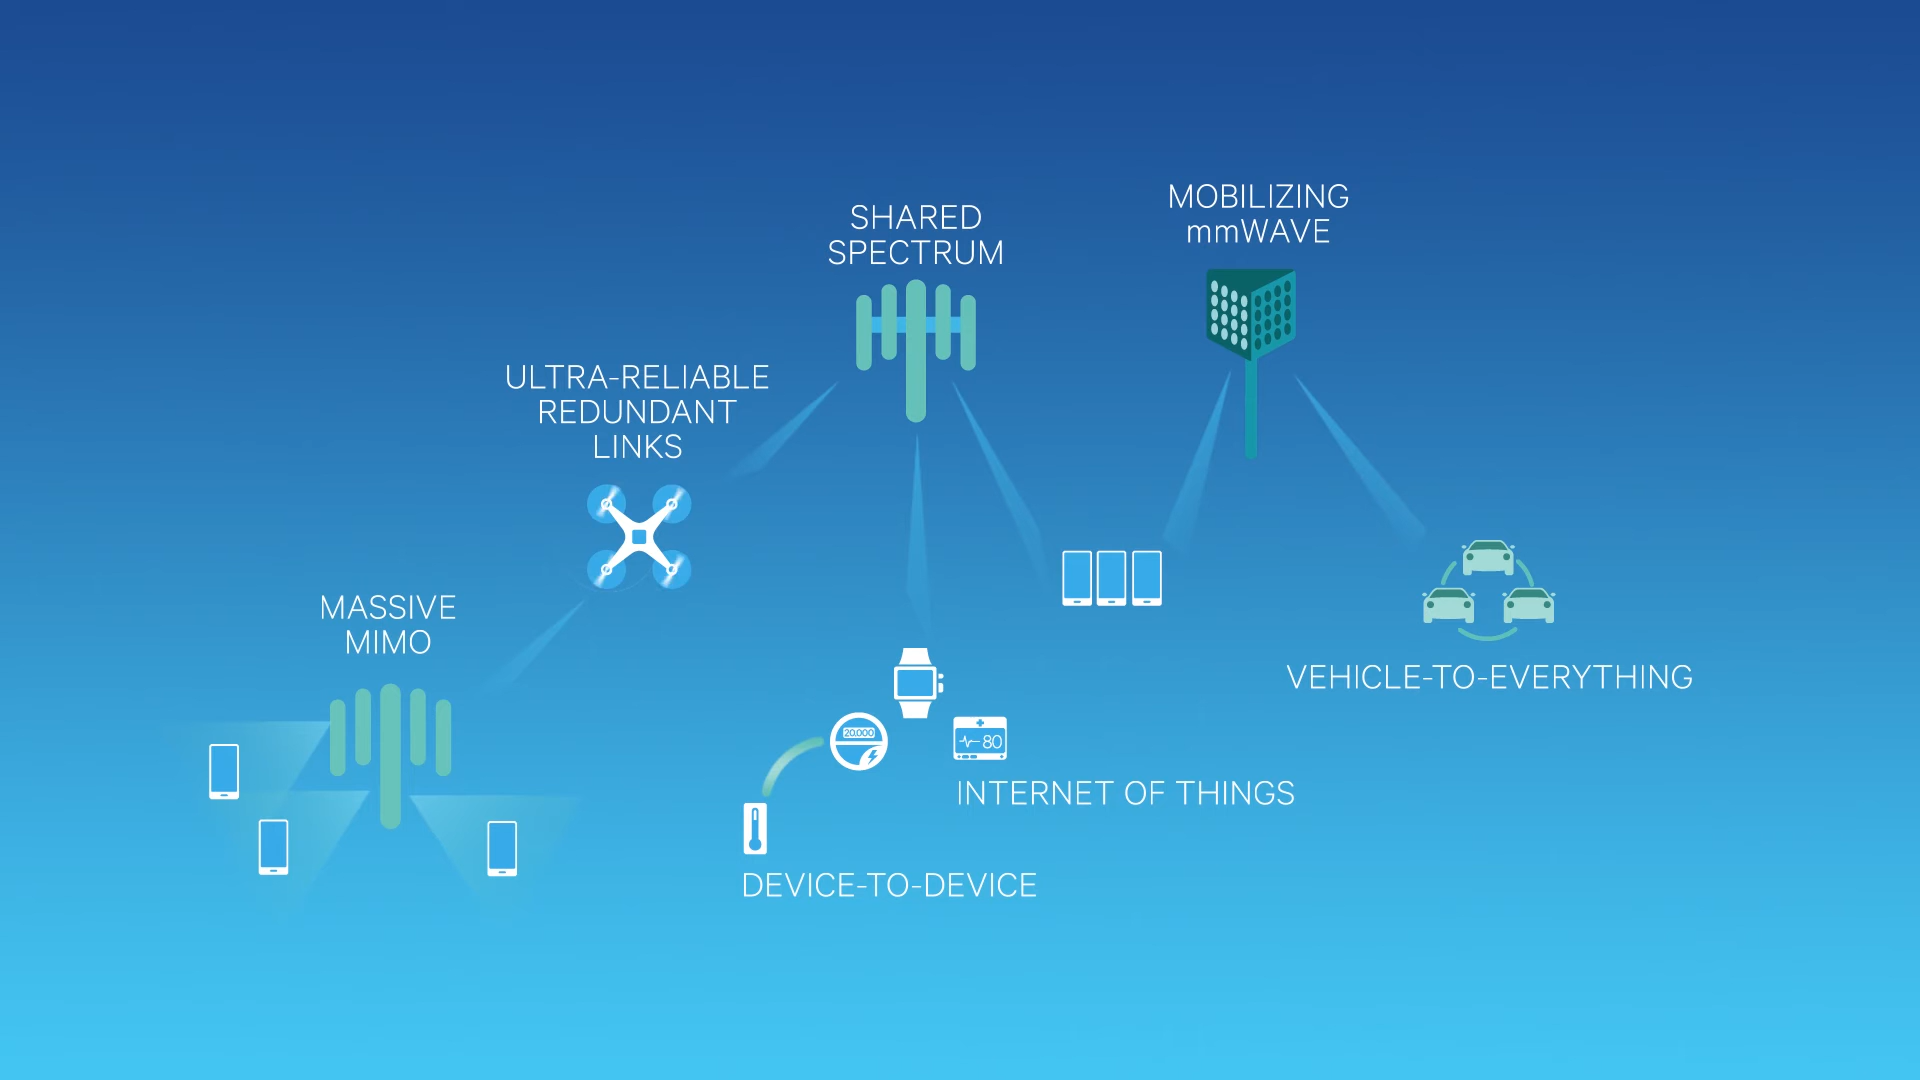 MOBILIZING
mmWAVE
SHARED
SPECTRUM
ULTRA-RELIABLE
REDUNDANT
LINKS
MASSIVE
MIMO
VEHICLE-TO-EVERYTHING
20.000
80
INTERNET OF THINGS
DEVICE-TO-DEVICE